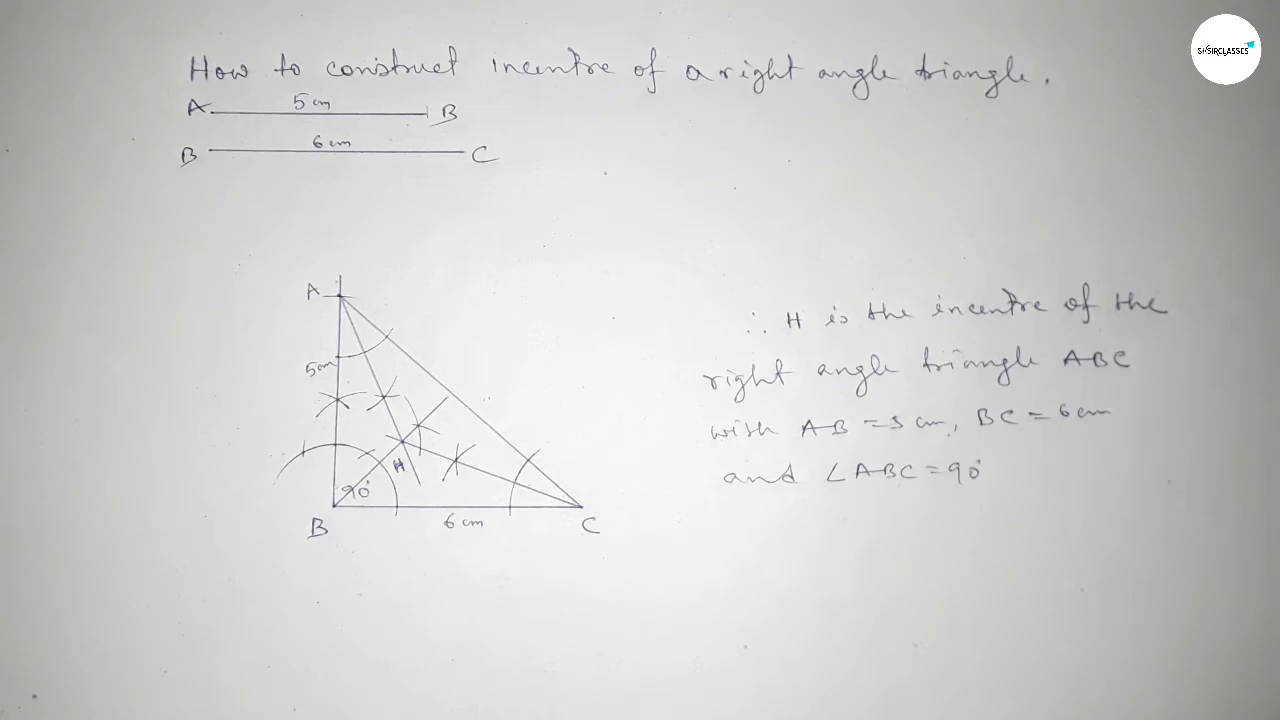 SHSIRCLASSES
How to construct incentre of a right angle triangle.
A 5 cm B
B 6 cm C
A
5cm
H
90°
B 6 cm C
∴ H is the incentre of the
right angle triangle ABC
with AB = 5 cm, BC = 6 cm
and ∠ABC = 90°